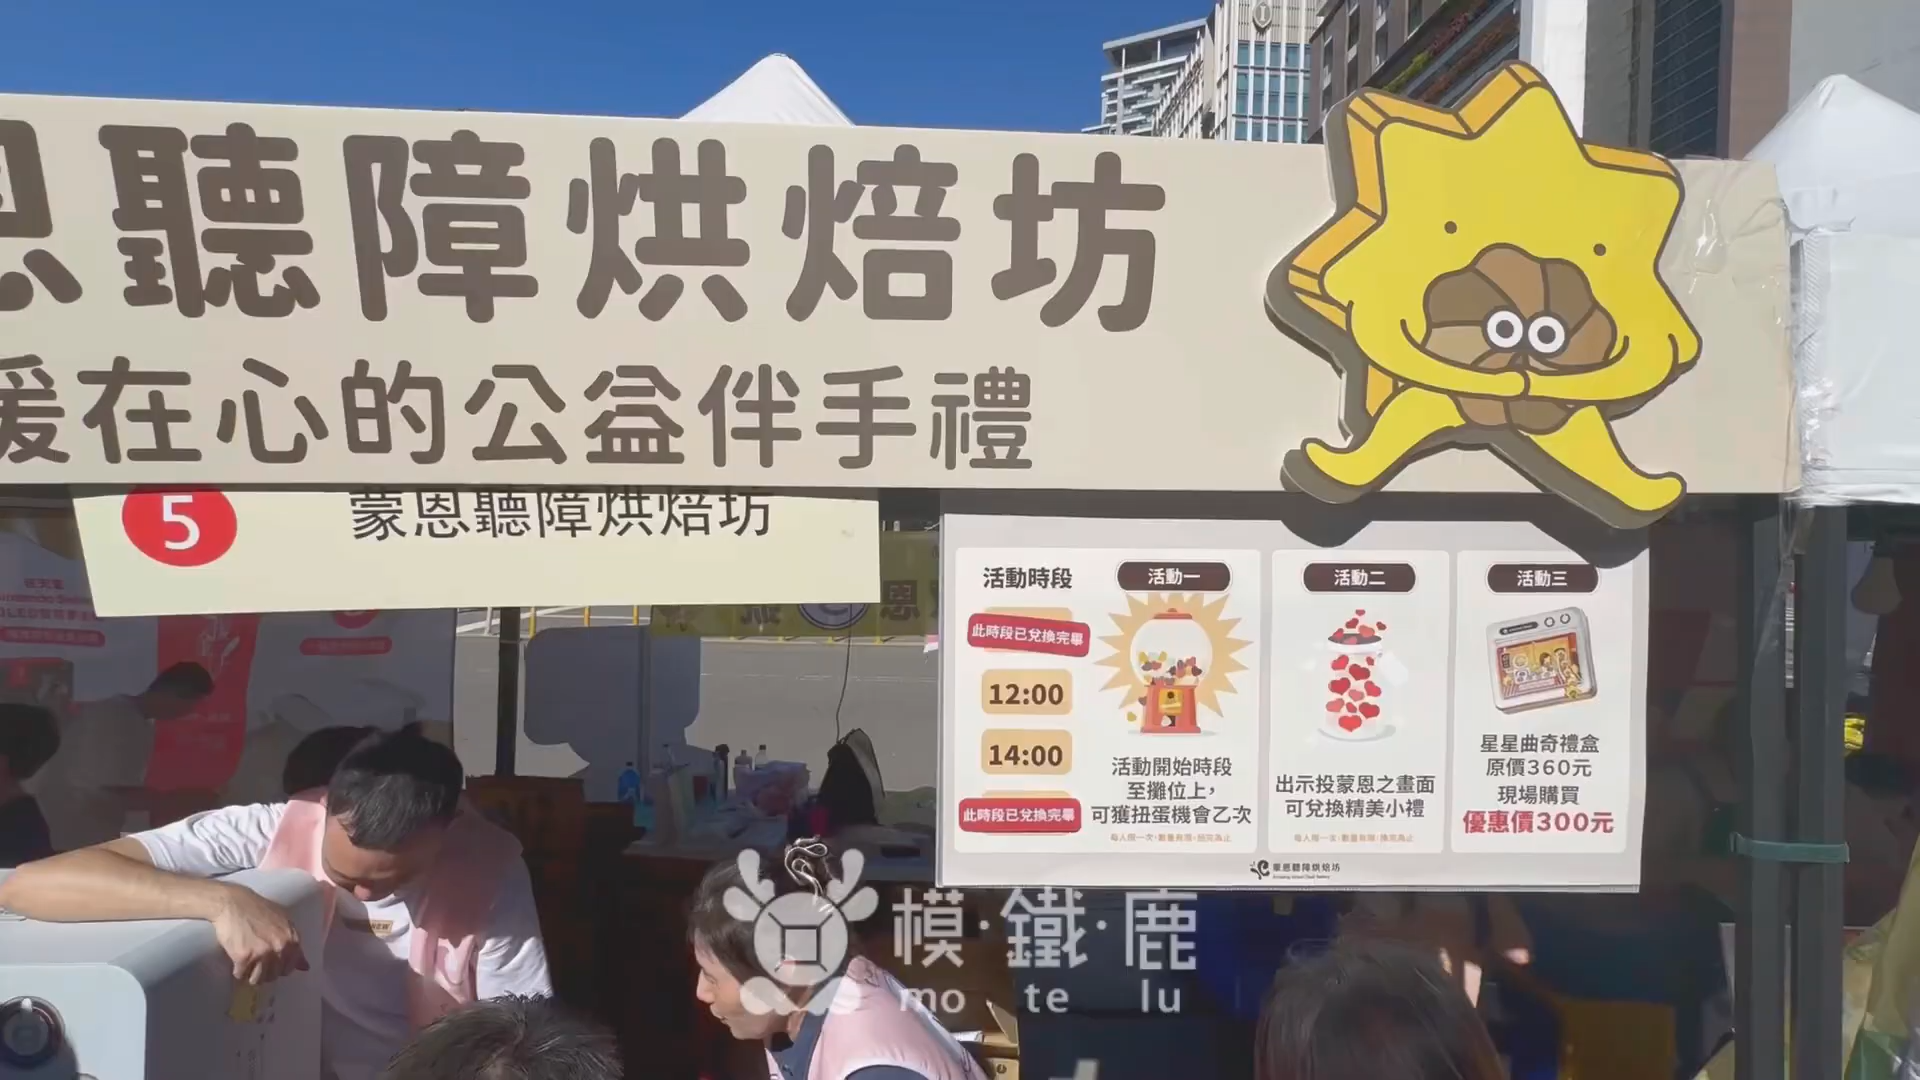 恩聽障烘焙坊
暖在心的公益伴手禮
5
蒙恩聽障烘焙坊
活動時段
此時段已兌換完畢
12:00
14:00
此時段已兌換完畢
活動一
活動開始時段
至攤位上，
可獲扭蛋機會乙次
每人限一次，數量有限，送完為止
活動二
出示投蒙恩之畫面
可兌換精美小禮
每人限一次，數量有限，換完為止
活動三
星星曲奇禮盒
原價360元
現場購買
優惠價300元
蒙恩聽障烘焙坊
模·鐵·鹿
mo te lu